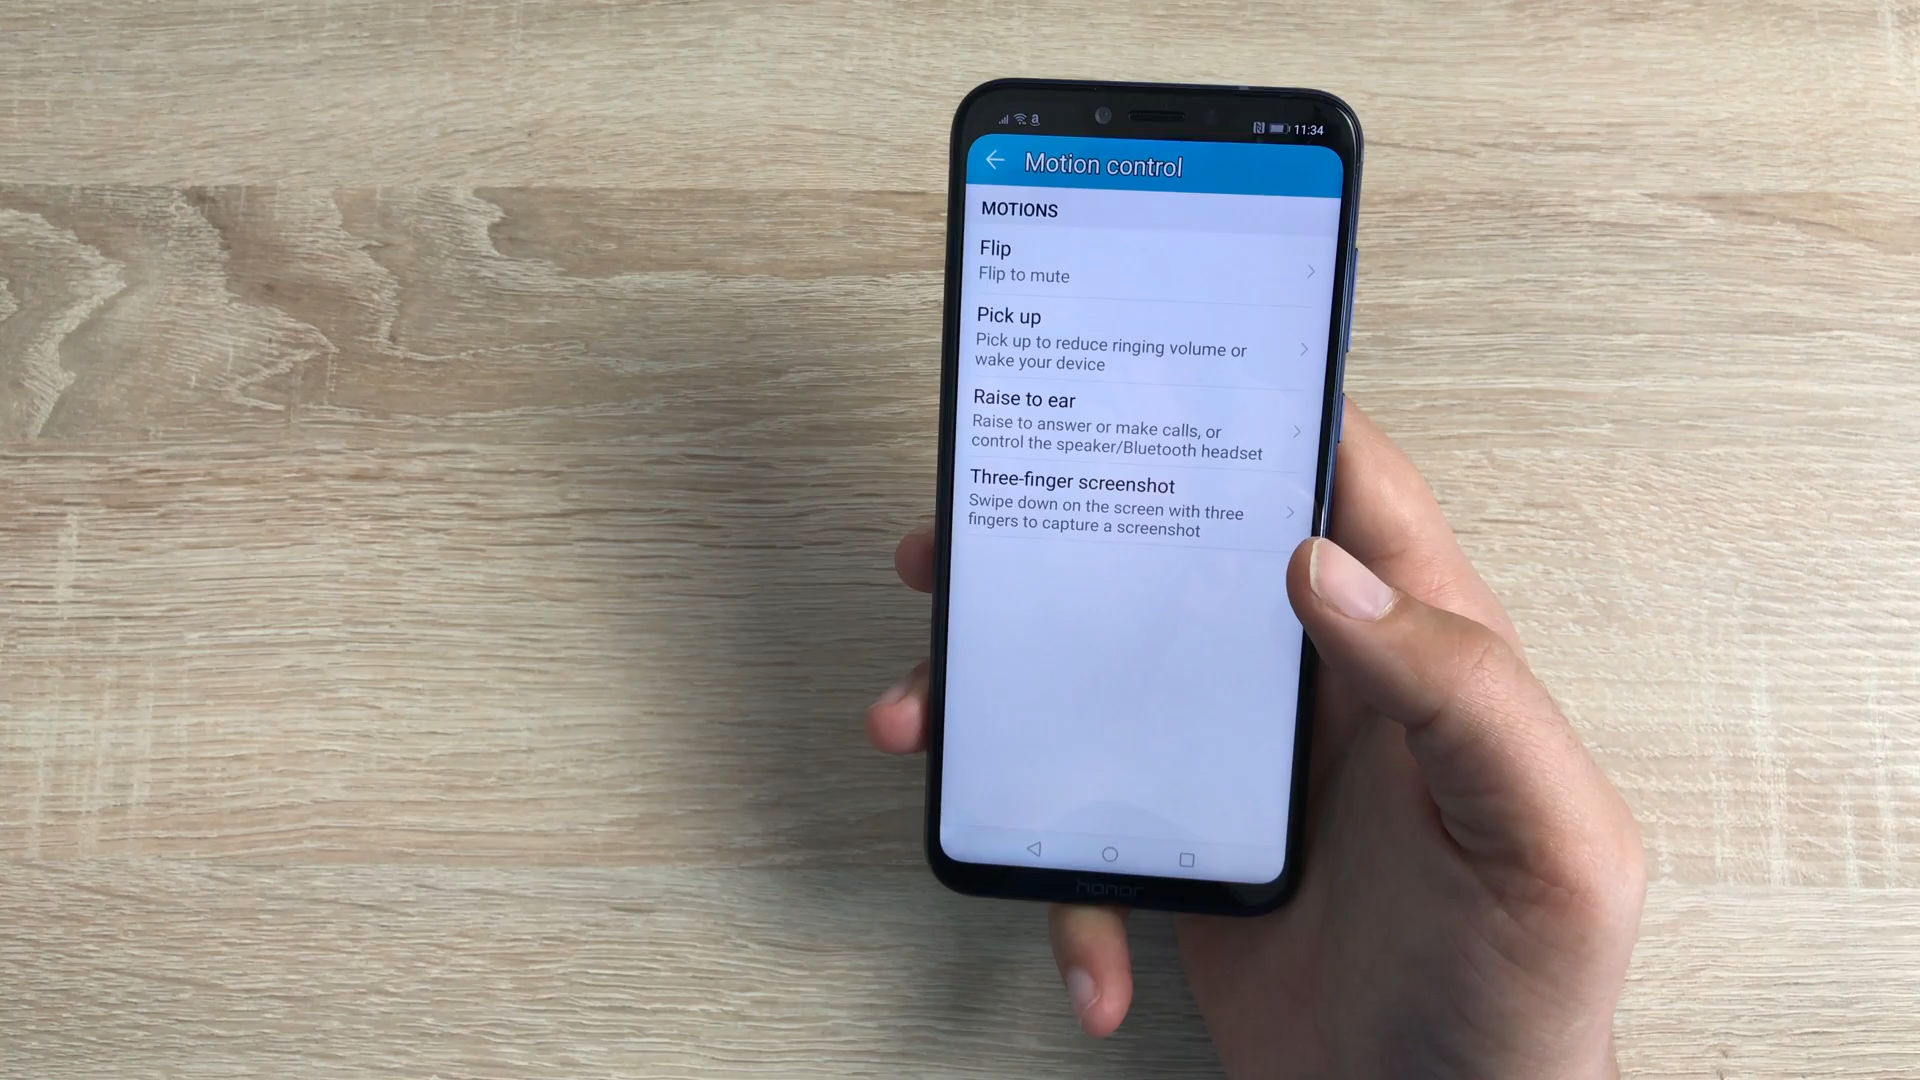 a
11:34
Motion control
MOTIONS
Flip
Flip to mute
Pick up
Pick up to reduce ringing volume or
wake your device
Raise to ear
Raise to answer or make calls, or
control the speaker/Bluetooth headset
Three-finger screenshot
Swipe down on the screen with three
fingers to capture a screenshot
honor